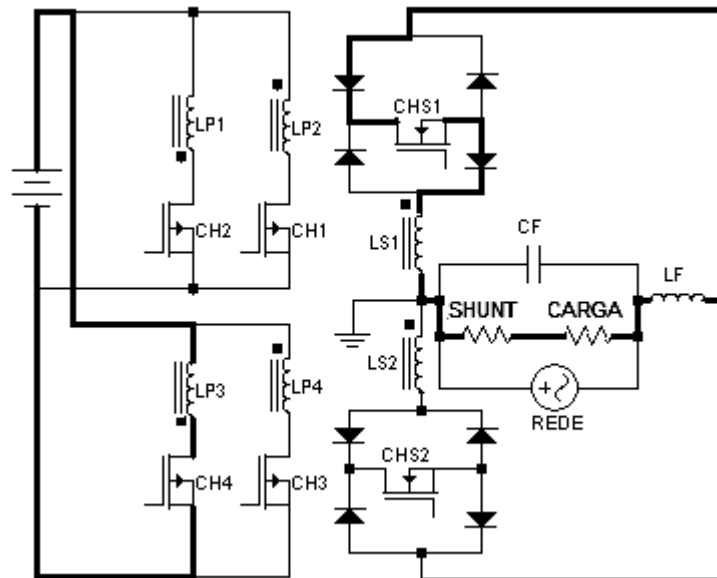 LP1
LP2
CHS1
CH2
CH1
LS1
CF
LF
SHUNT
CARGA
LS2
LP3
LP4
REDE
CHS2
CH4
CH3